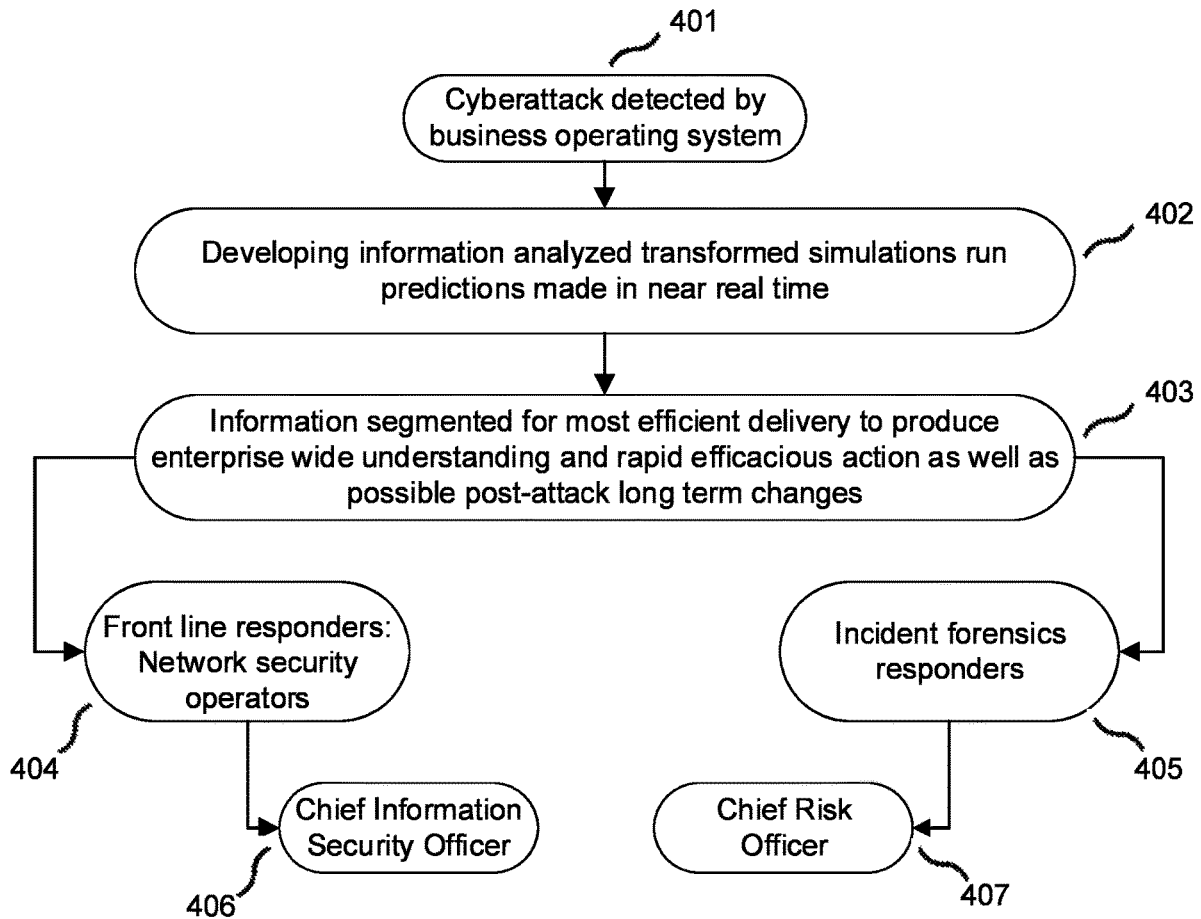 401
Cyberattack detected by
business operating system
402
Developing information analyzed transformed simulations run
predictions made in near real time
403
Information segmented for most efficient delivery to produce
enterprise wide understanding and rapid efficacious action as well as
possible post-attack long term changes
Front line responders:
Network security
operators
404
Incident forensics
responders
405
Chief Information
Security Officer
406
Chief Risk
Officer
407